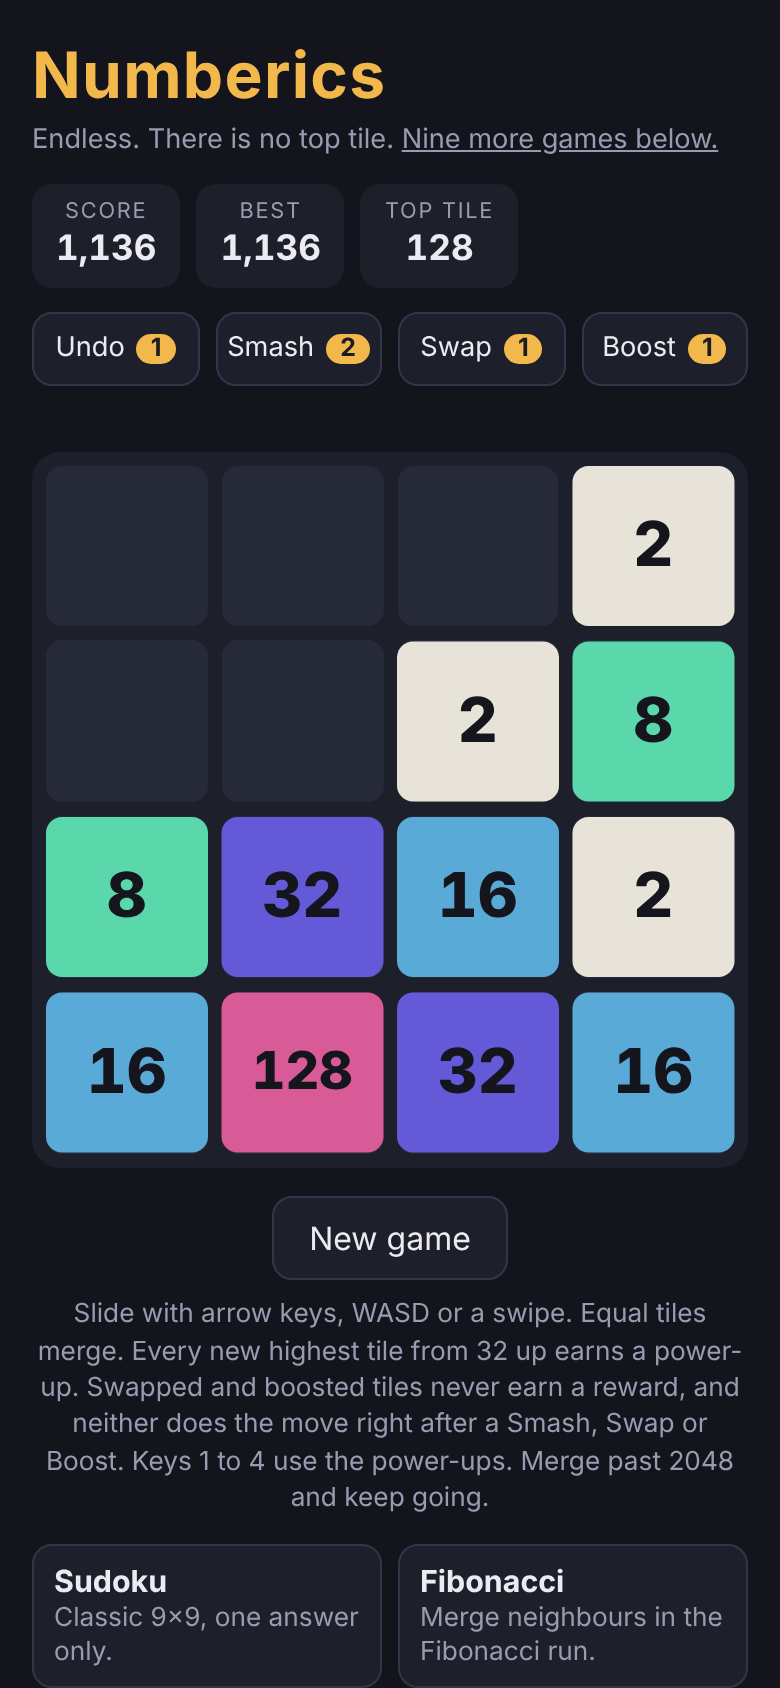 Numberics
Endless. There is no top tile. Nine more games below.
SCORE BEST TOP TILE
1,136 1,136 128
Undo 1 Smash 2 Swap 1 Boost 1
2
2 8
8 32 16 2
16 128 32 16
New game
Slide with arrow keys, WASD or a swipe. Equal tiles
merge. Every new highest tile from 32 up earns a power-
up. Swapped and boosted tiles never earn a reward, and
neither does the move right after a Smash, Swap or
Boost. Keys 1 to 4 use the power-ups. Merge past 2048
and keep going.
Sudoku
Classic 9×9, one answer
only.
Fibonacci
Merge neighbours in the
Fibonacci run.